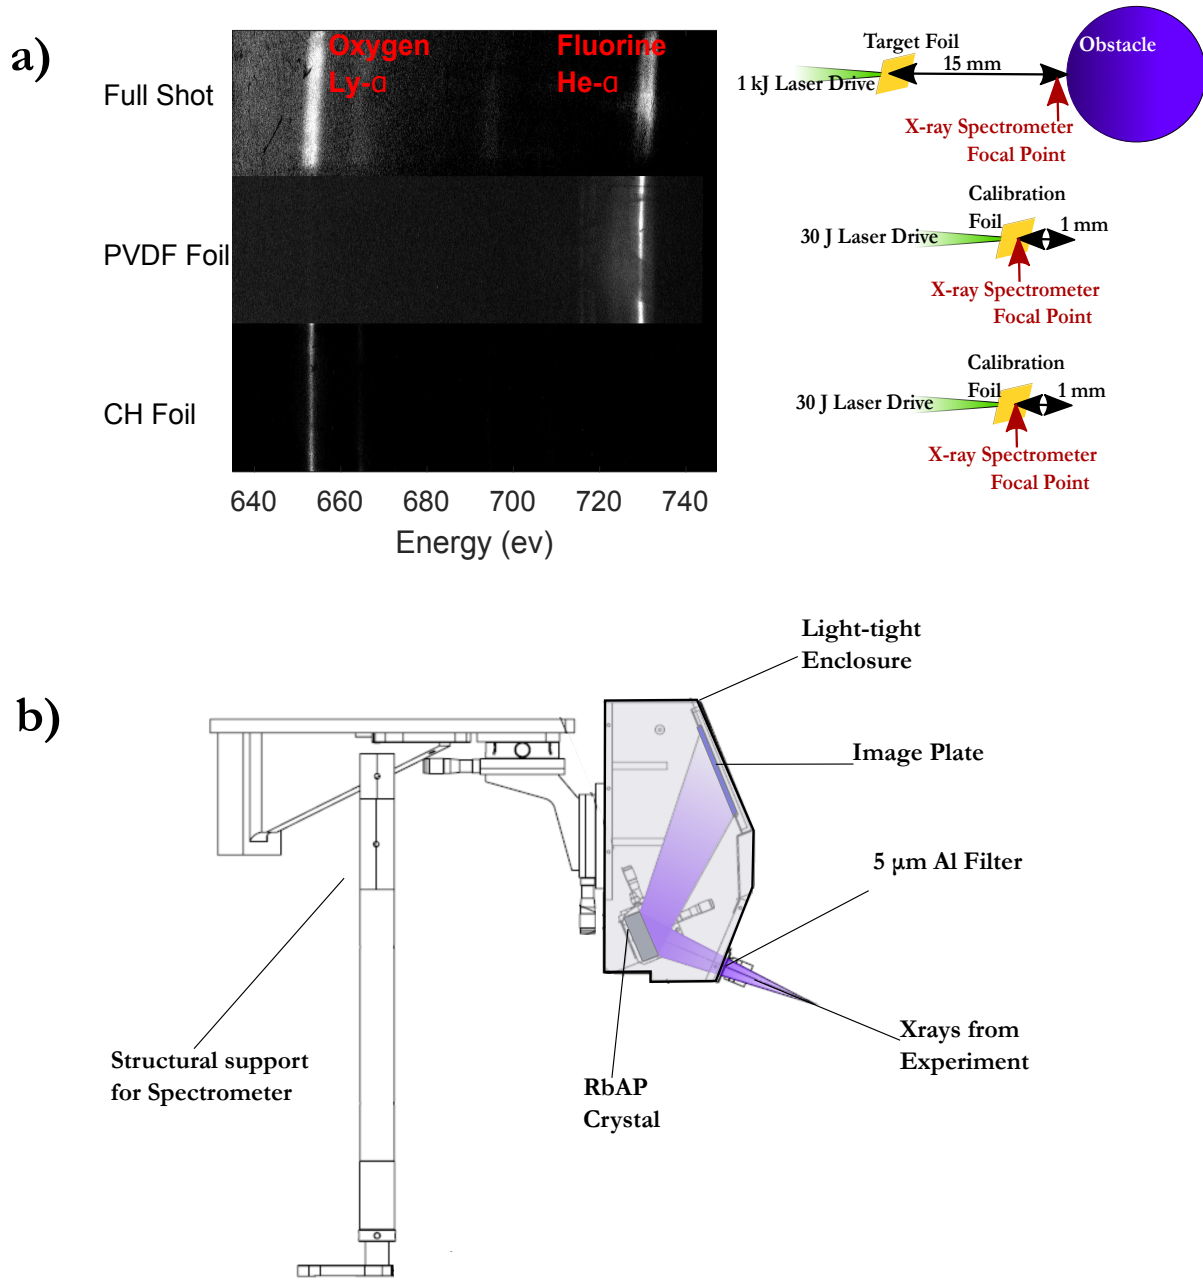 a)
Full Shot
PVDF Foil
CH Foil
Oxygen
Ly-α
Fluorine
He-α
640 660 680 700 720 740
Energy (ev)
Target Foil
15 mm
1 kJ Laser Drive
Obstacle
X-ray Spectrometer
Focal Point
Calibration
Foil
1 mm
30 J Laser Drive
X-ray Spectrometer
Focal Point
Calibration
Foil
1 mm
30 J Laser Drive
X-ray Spectrometer
Focal Point
b)
Light-tight
Enclosure
Image Plate
5 μm Al Filter
Xrays from
Experiment
RbAP
Crystal
Structural support
for Spectrometer